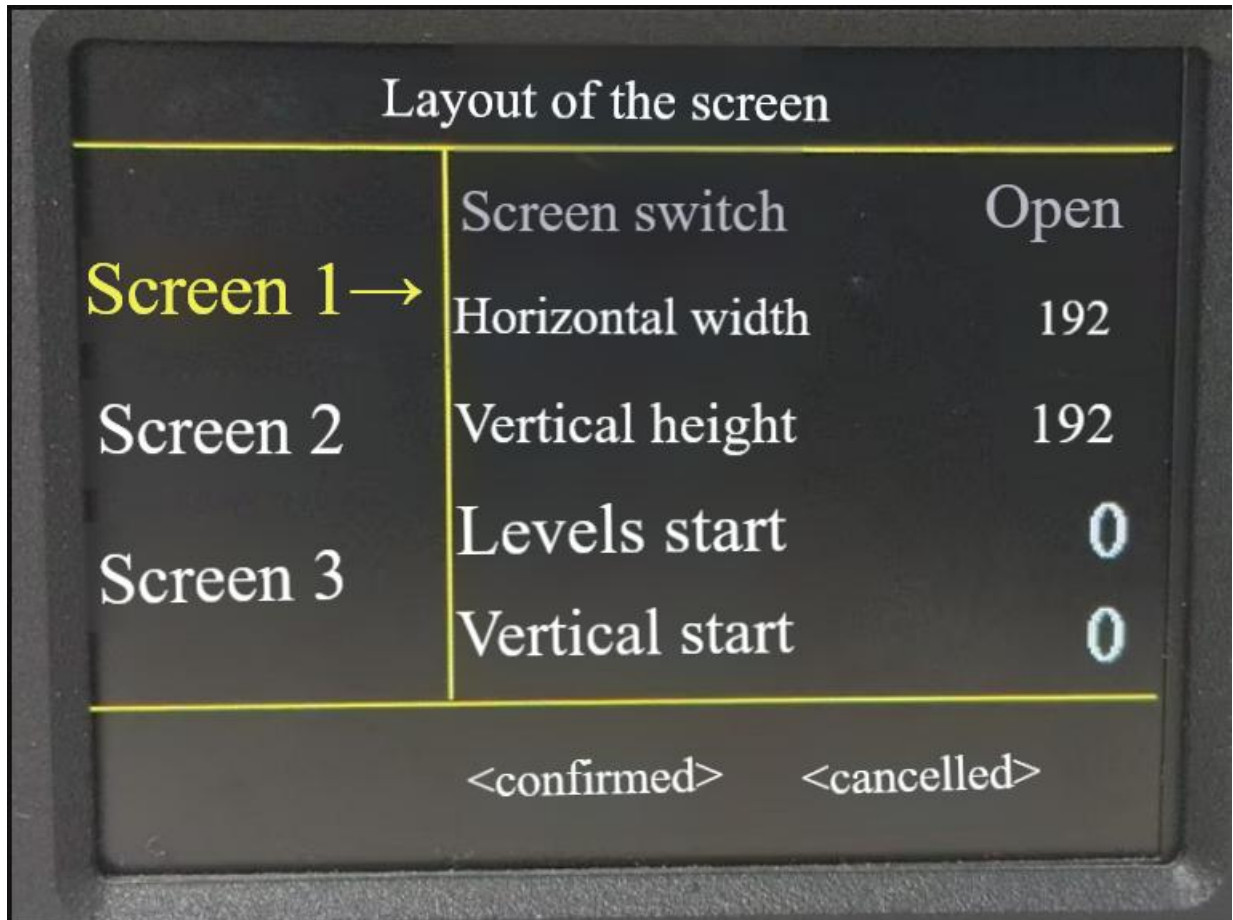 Layout of the screen
Screen 1→
Screen 2
Screen 3
Screen switch Open
Horizontal width 192
Vertical height 192
Levels start 0
Vertical start 0
<confirmed> <cancelled>